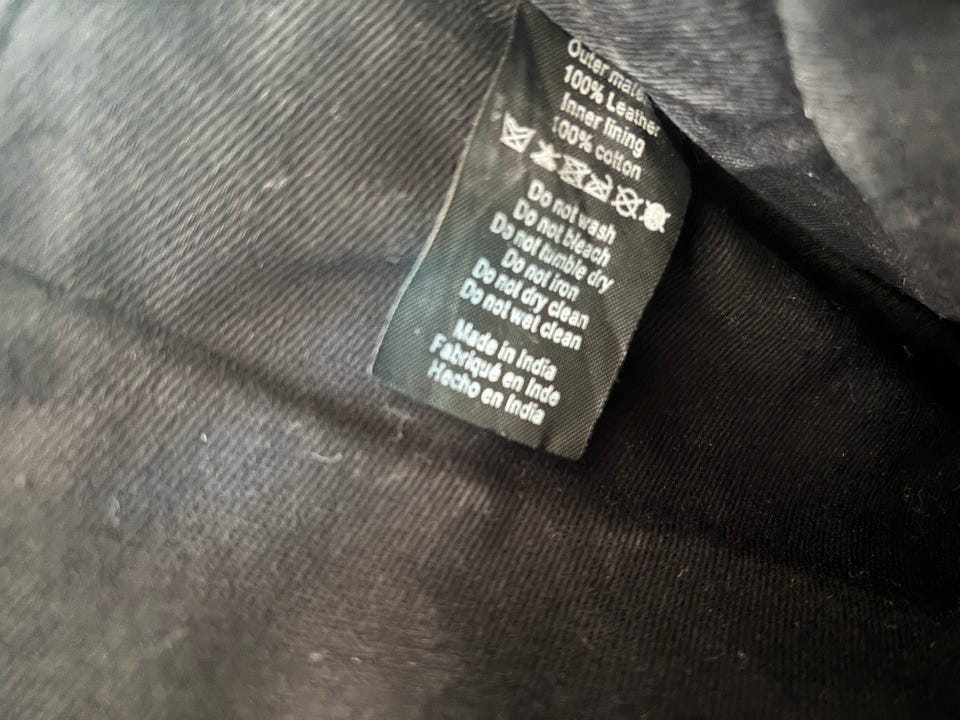 Outer mate
100% Leather
Inner lining
100% cotton
Do not wash
Do not bleach
Do not tumble dry
Do not iron
Do not dry clean
Do not wet clean
Made in India
Fabriqué en Inde
Hecho en India